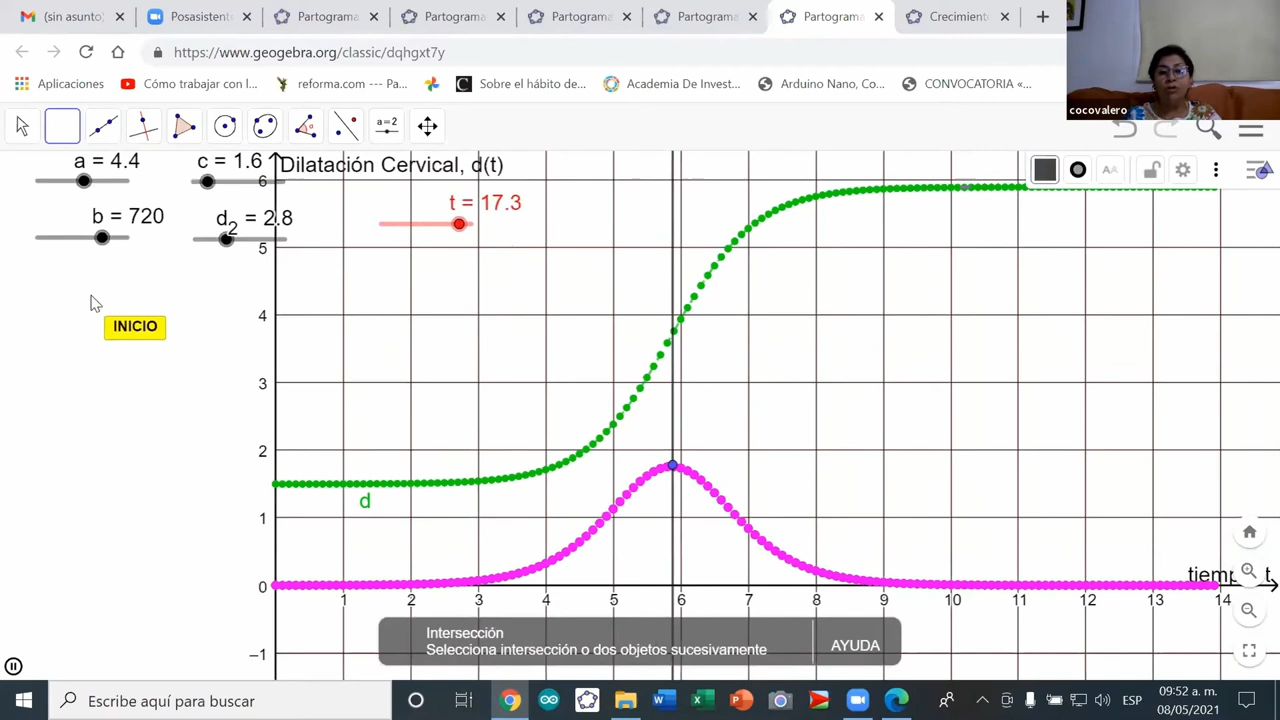 (sin asunto)
Posasistente
Partograma
Partograma
Partograma
Partograma
Partograma
Crecimient
https://www.geogebra.org/classic/dqhgxt7y
Aplicaciones
Cómo trabajar con l...
reforma.com --- Pa...
Sobre el hábito de...
Academia De Invest...
Arduino Nano, Co...
CONVOCATORIA «...
cocovalero
a=2
AA
a = 4.4
c = 1.6
Dilatación Cervical, d(t)
b = 720
d2 = 2.8
t = 17.3
INICIO
6
5
4
3
2
1
0
−1
d
tiemp
t
1 2 3 4 5 6 7 8 9 10 11 12 13 14
Intersección
Selecciona intersección o dos objetos sucesivamente
AYUDA
Escribe aquí para buscar
ESP
09:52 a. m.
08/05/2021